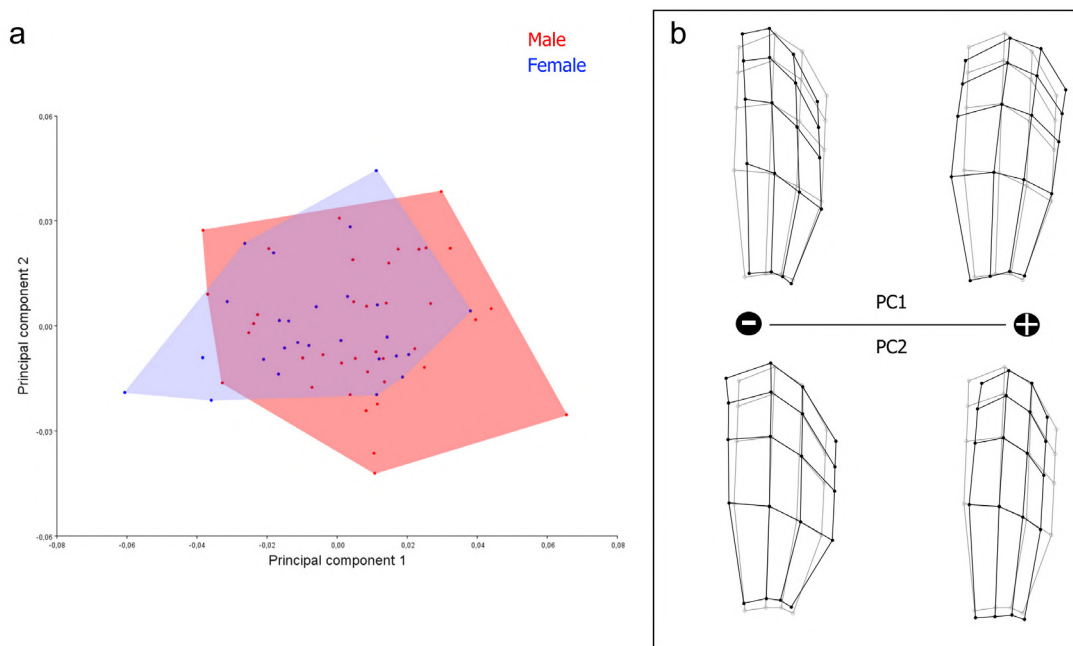 a
Male
Female
0,06
0,03
0,00
-0,03
-0,06
-0,08
-0,06
-0,04
-0,02
0,00
0,02
0,04
0,06
0,08
Principal component 2
Principal component 1
b
PC1
PC2